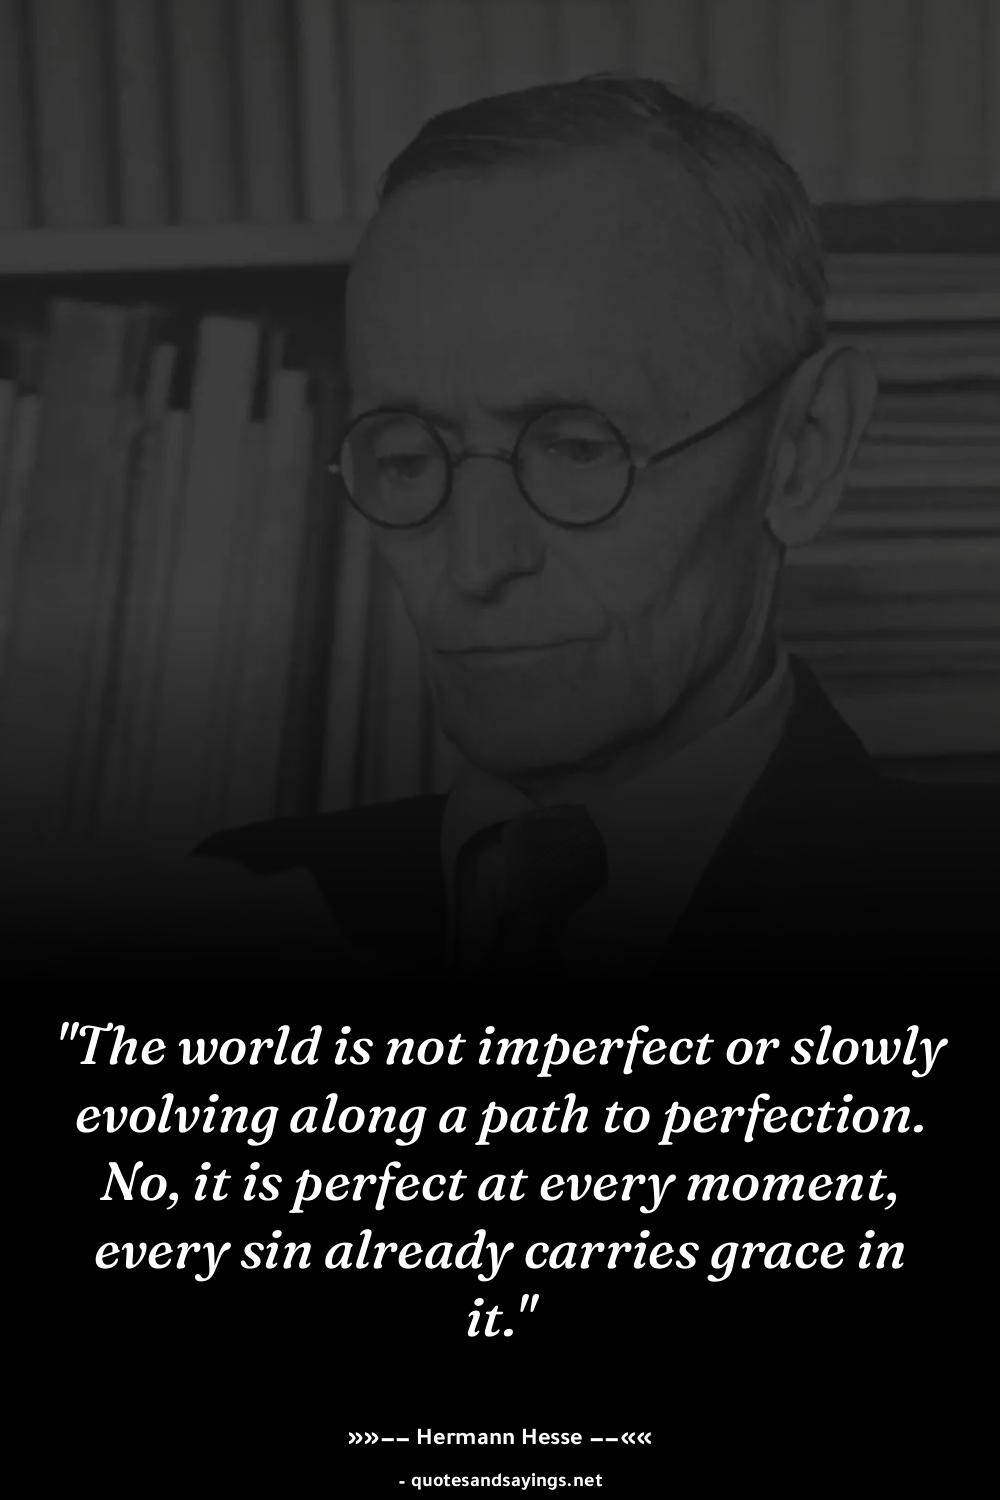 "The world is not imperfect or slowly
evolving along a path to perfection.
No, it is perfect at every moment,
every sin already carries grace in
it."
»»–– Hermann Hesse ––««
- quotesandsayings.net